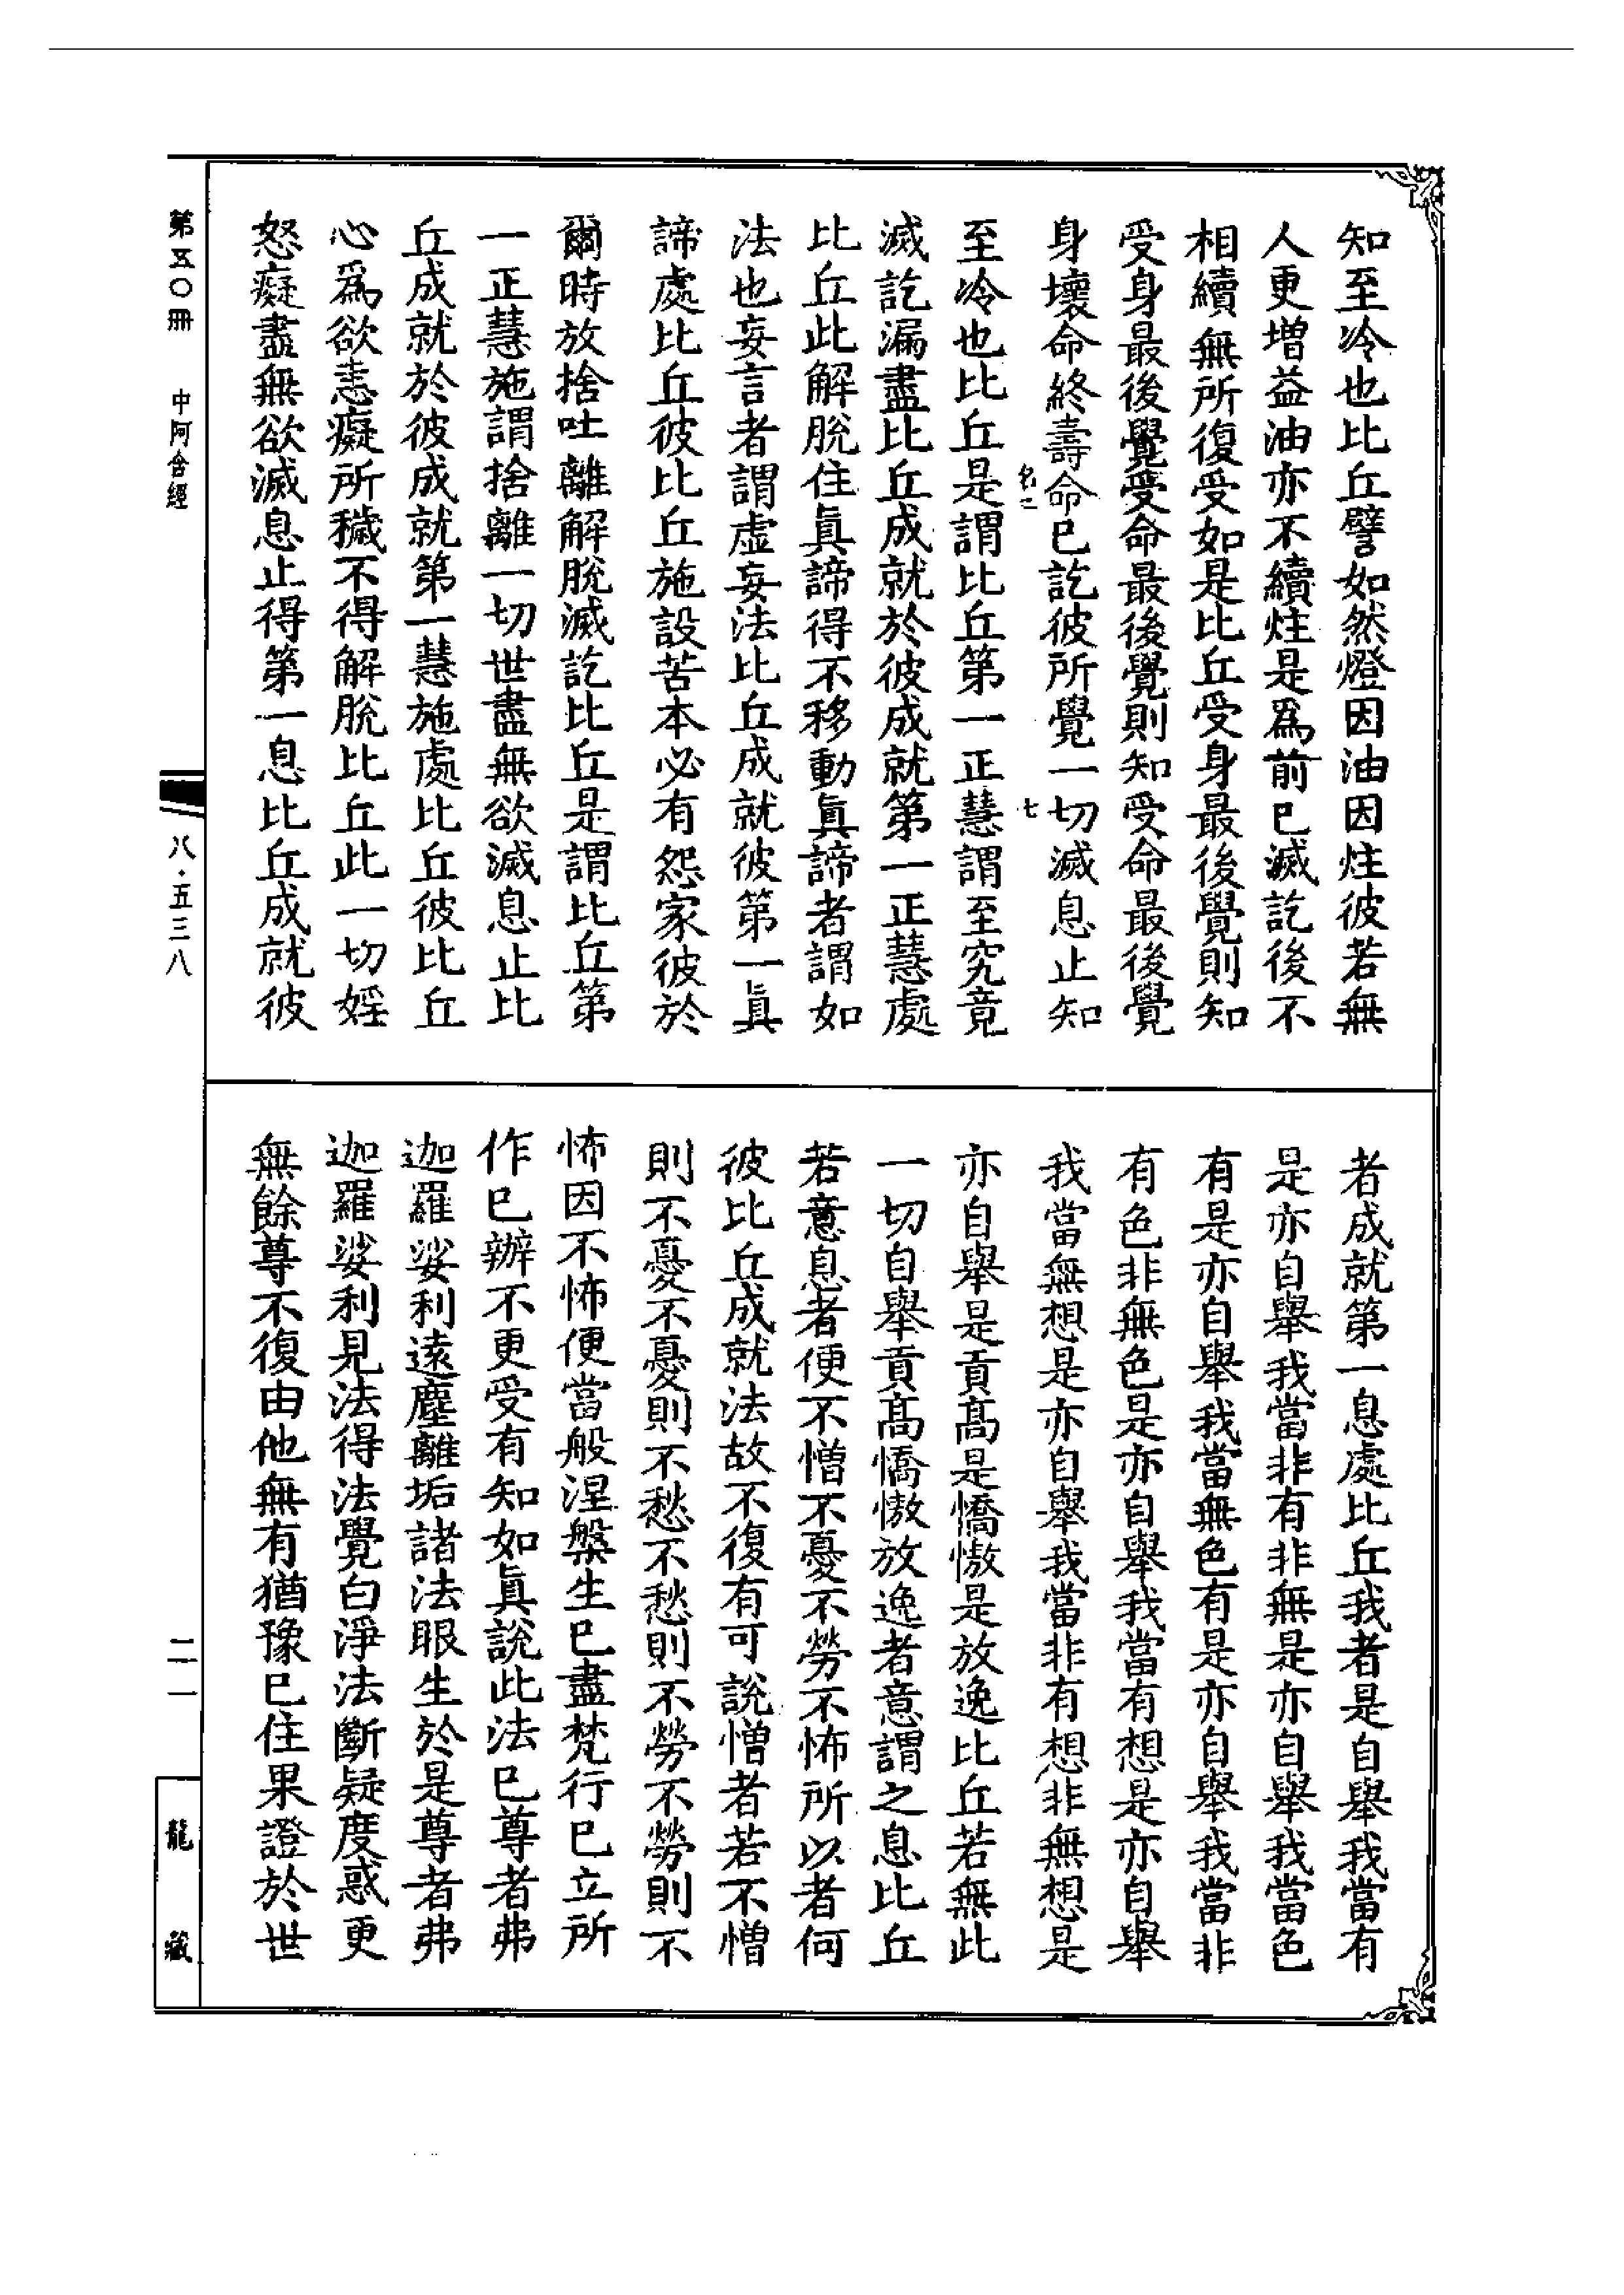 知至冷也比丘譬如然燈因油因炷彼若無
人更增益油亦不續炷是爲前已滅訖後不
相續無所復受如是比丘受身最後覺則知
受身最後覺受命最後覺則知受命最後覺
身壞命終壽命已訖彼所覺一切滅息止知
名二 七
至冷也比丘是謂比丘第一正慧謂至究竟
滅訖漏盡比丘成就於彼成就第一正慧處
比丘此解脫住眞諦得不移動眞諦者謂如
法也妄言者謂虛妄法比丘成就彼第一眞
諦處比丘彼比丘施設苦本必有怨家彼於
爾時放捨吐離解脫滅訖比丘是謂比丘第
一正慧施謂捨離一切世盡無欲滅息止比
丘成就於彼成就第一慧施處比丘彼比丘
心爲欲恚癡所穢不得解脫比丘此一切婬
怒癡盡無欲滅息止得第一息比丘成就彼
者成就第一息處比丘我者是自舉我當有
是亦自舉我當非有非無是亦自舉我當色
有是亦自舉我當無色有是亦自舉我當非
有色非無色是亦自舉我當有想是亦自舉
我當無想是亦自舉我當非有想非無想是
亦自舉是貢高是憍慠是放逸比丘若無此
一切自舉貢高憍慠放逸者意謂之息比丘
若意息者便不憎不憂不勞不怖所以者何
彼比丘成就法故不復有可說憎者若不憎
則不憂不憂則不愁不愁則不勞不勞則不
怖因不怖便當般涅槃生已盡梵行已立所
作已辦不更受有知如眞說此法已尊者弗
迦羅娑利遠塵離垢諸法眼生於是尊者弗
迦羅娑利見法得法覺白淨法斷疑度惑更
無餘尊不復由他無有猶豫已住果證於世
第五〇冊 中阿含經
八·五三八
二一
龍藏